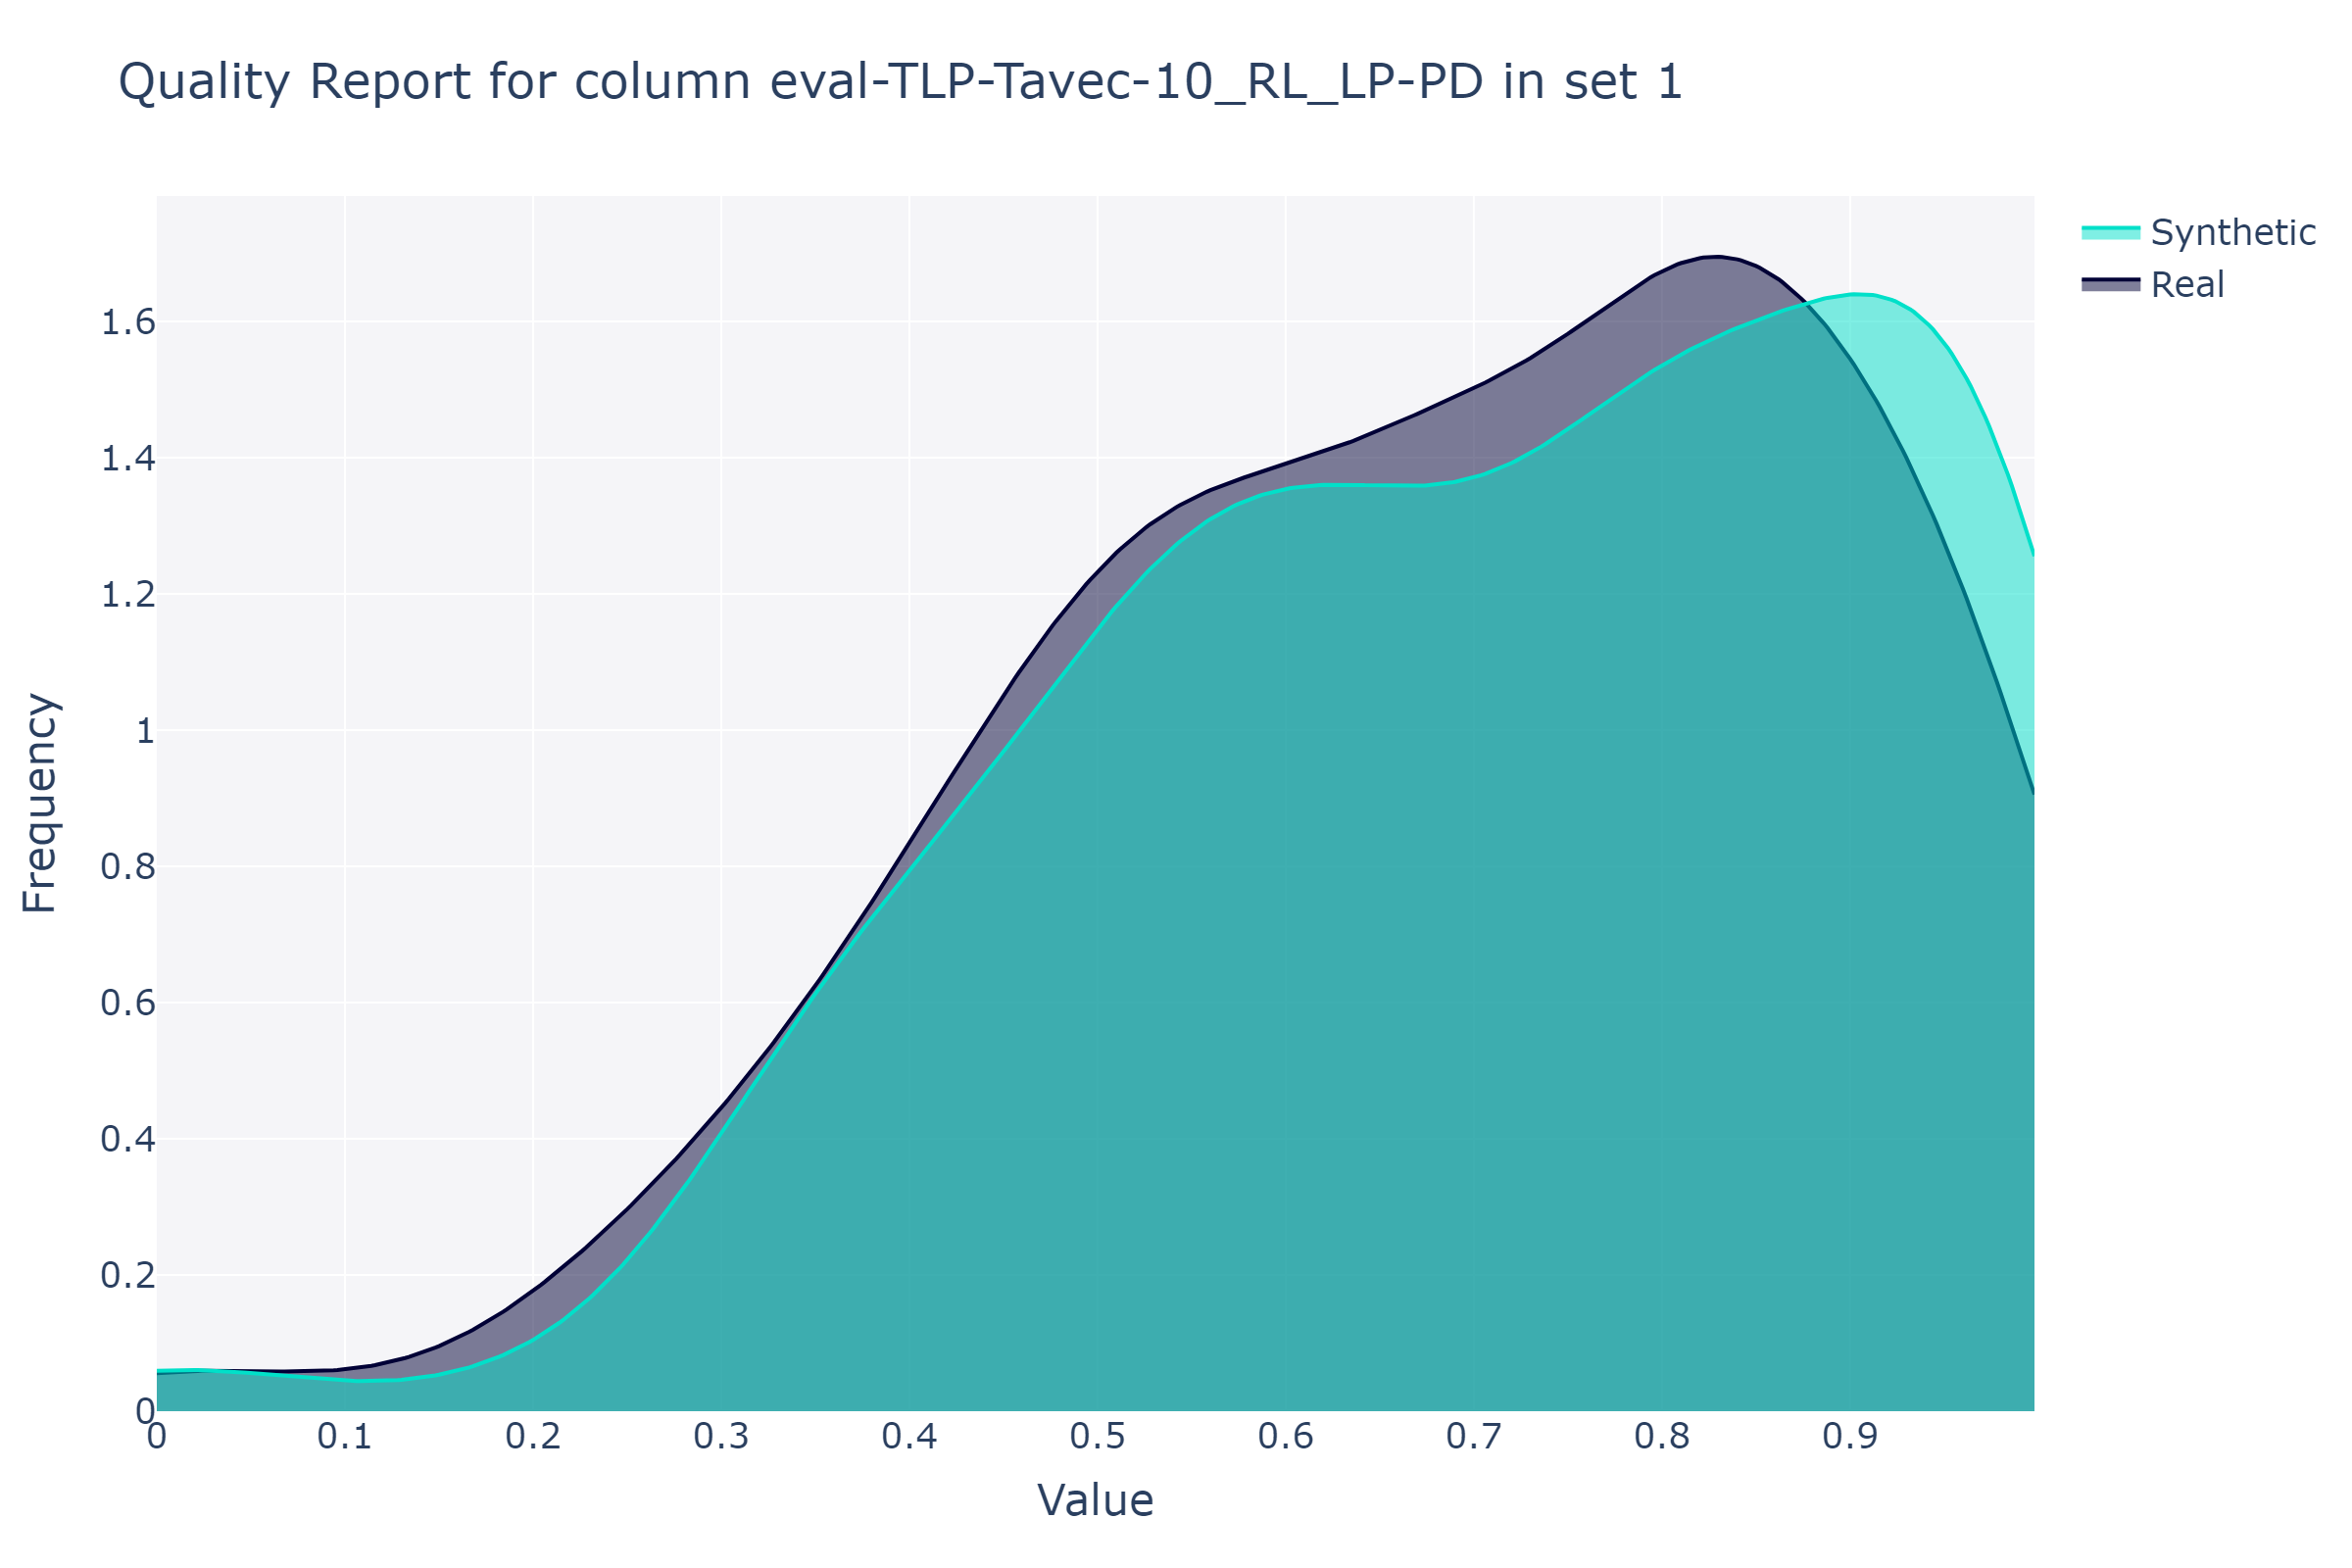 Quality Report for column eval-TLP-Tavec-10_RL_LP-PD in set 1
Synthetic
Real
Frequency
1.6
1.4
1.2
1
0.8
0.6
0.4
0.2
0
0 0.1 0.2 0.3 0.4 0.5 0.6 0.7 0.8 0.9
Value